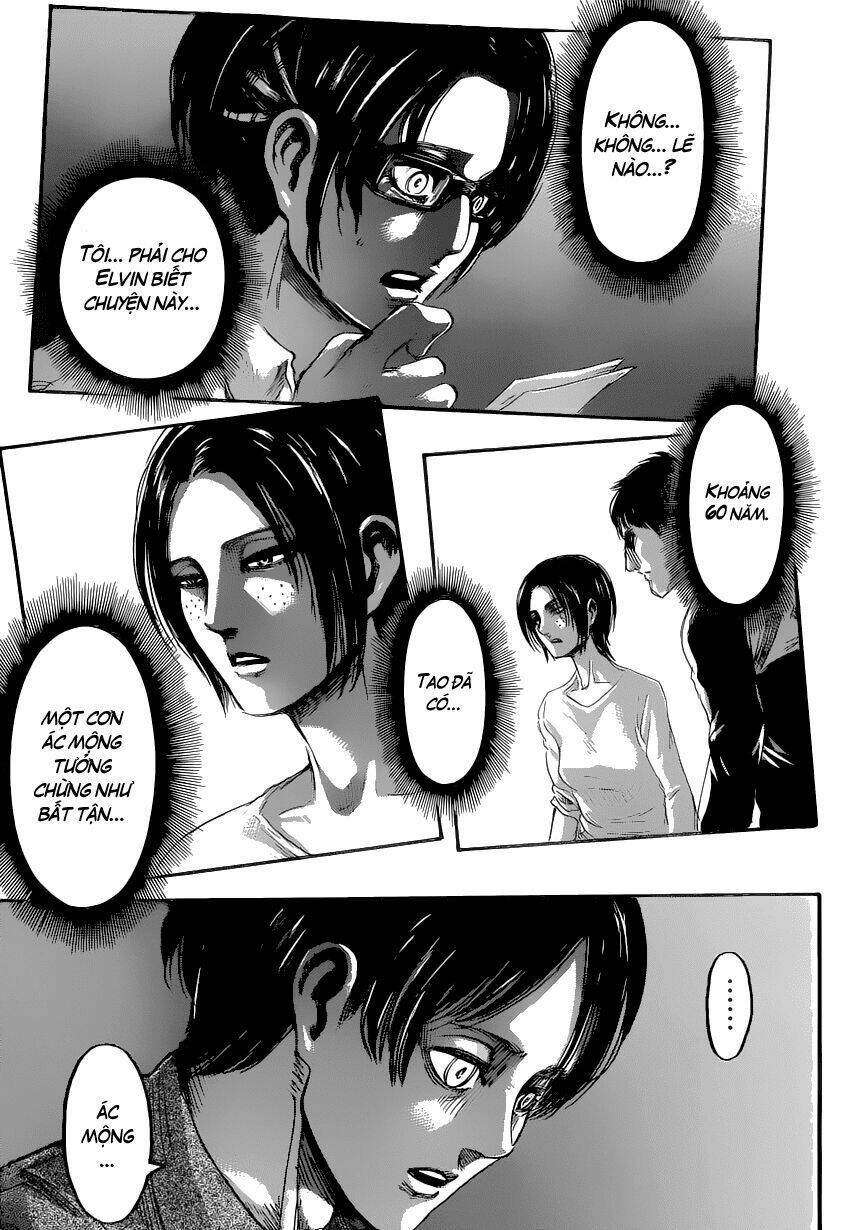 KHÔNG...
KHÔNG... LẼ
NÀO...?
TÔI... PHẢI CHO
ELVIN BIẾT
CHUYỆN NÀY...
KHOẢNG
60 NĂM.
TAO ĐÃ
CÓ...
MỘT CƠN
ÁC MỘNG
TƯỞNG
CHỪNG NHƯ
BẤT TẬN...
......
ÁC
MỘNG
...